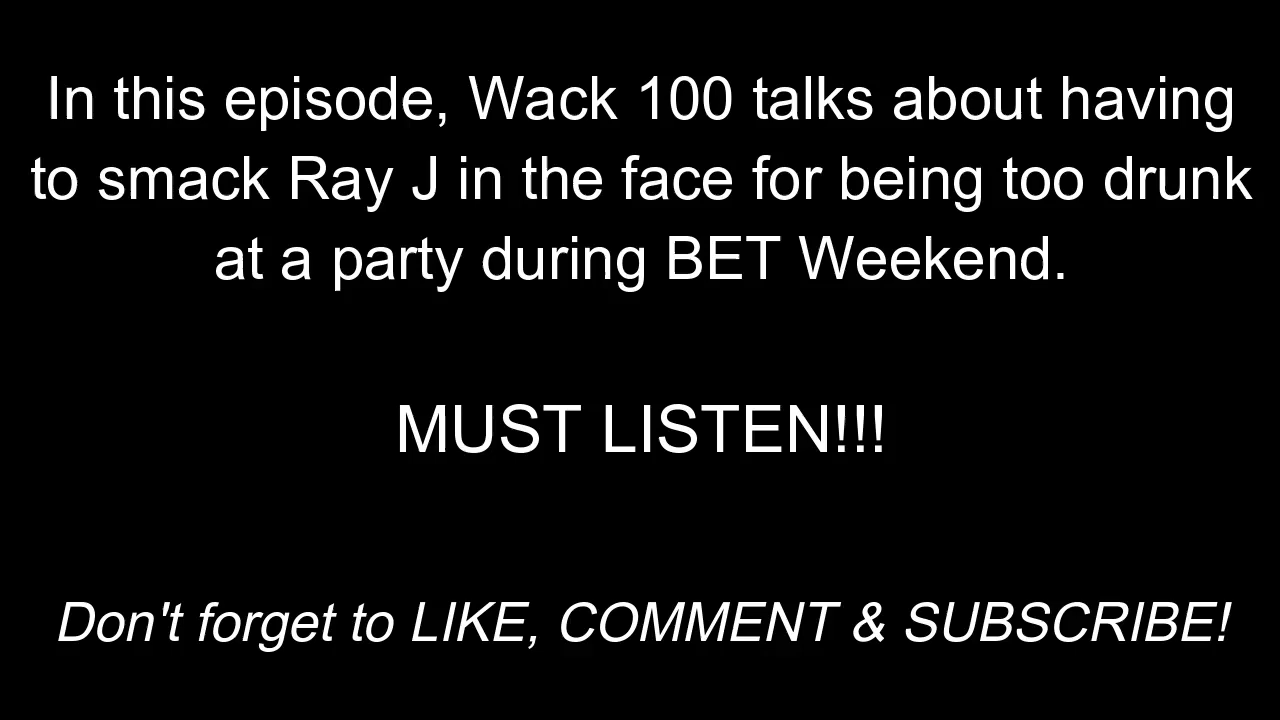 In this episode, Wack 100 talks about having
to smack Ray J in the face for being too drunk
at a party during BET Weekend.
MUST LISTEN!!!
Don't forget to LIKE, COMMENT & SUBSCRIBE!